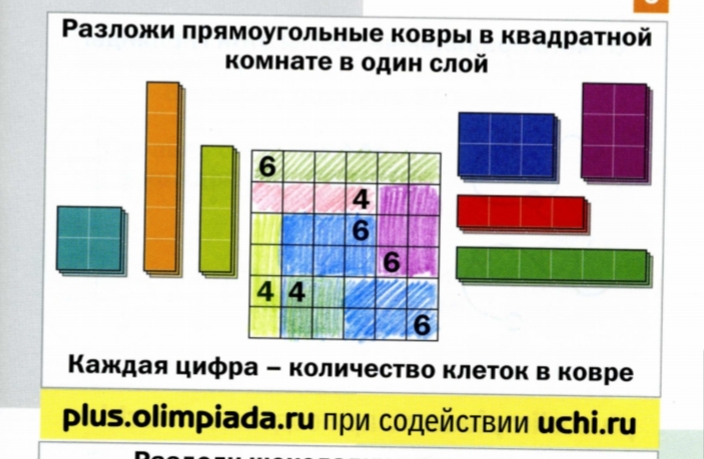 Разложи прямоугольные ковры в квадратной
комнате в один слой
6
4
6
6
4 4
6
Каждая цифра – количество клеток в ковре
plus.olimpiada.ru при содействии uchi.ru